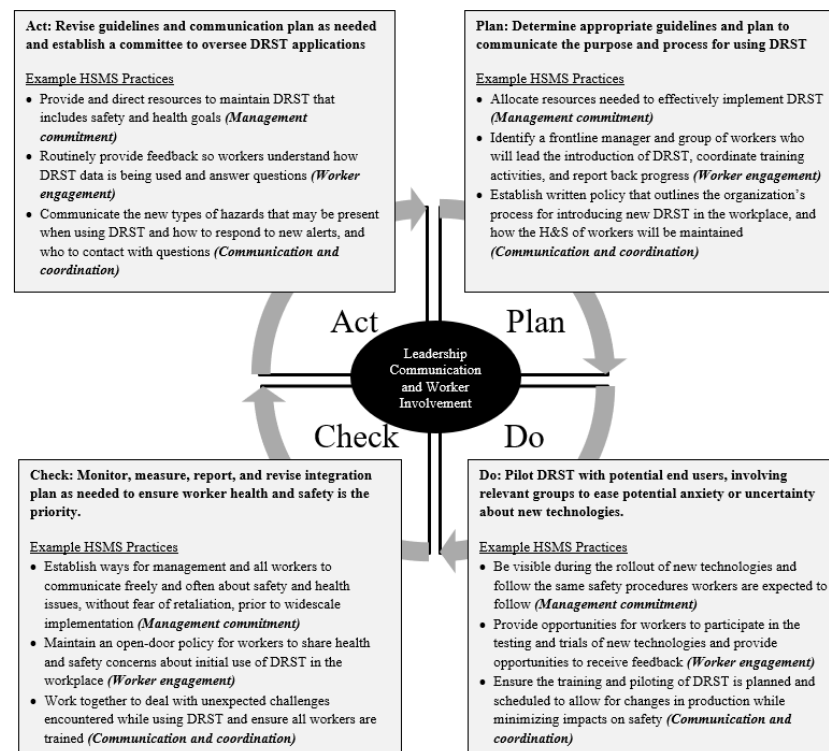 Act: Revise guidelines and communication plan as needed
and establish a committee to oversee DRST applications
Example HSMS Practices
• Provide and direct resources to maintain DRST that
includes safety and health goals (Management
commitment)
• Routinely provide feedback so workers understand how
DRST data is being used and answer questions (Worker
engagement)
• Communicate the new types of hazards that may be present
when using DRST and how to respond to new alerts, and
who to contact with questions (Communication and
coordination)
Plan: Determine appropriate guidelines and plan to
communicate the purpose and process for using DRST
Example HSMS Practices
• Allocate resources needed to effectively implement DRST
(Management commitment)
• Identify a frontline manager and group of workers who
will lead the introduction of DRST, coordinate training
activities, and report back progress (Worker engagement)
• Establish written policy that outlines the organization's
process for introducing new DRST in the workplace, and
how the H&S of workers will be maintained
(Communication and coordination)
Act
Plan
Leadership
Communication
and Worker
Involvement
Check
Do
Check: Monitor, measure, report, and revise integration
plan as needed to ensure worker health and safety is the
priority.
Example HSMS Practices
• Establish ways for management and all workers to
communicate freely and often about safety and health
issues, without fear of retaliation, prior to widescale
implementation (Management commitment)
• Maintain an open-door policy for workers to share health
and safety concerns about initial use of DRST in the
workplace (Worker engagement)
• Work together to deal with unexpected challenges
encountered while using DRST and ensure all workers are
trained (Communication and coordination)
Do: Pilot DRST with potential end users, involving
relevant groups to ease potential anxiety or uncertainty
about new technologies.
Example HSMS Practices
• Be visible during the rollout of new technologies and
follow the same safety procedures workers are expected to
follow (Management commitment)
• Provide opportunities for workers to participate in the
testing and trials of new technologies and provide
opportunities to receive feedback (Worker engagement)
• Ensure the training and piloting of DRST is planned and
scheduled to allow for changes in production while
minimizing impacts on safety (Communication and
coordination)